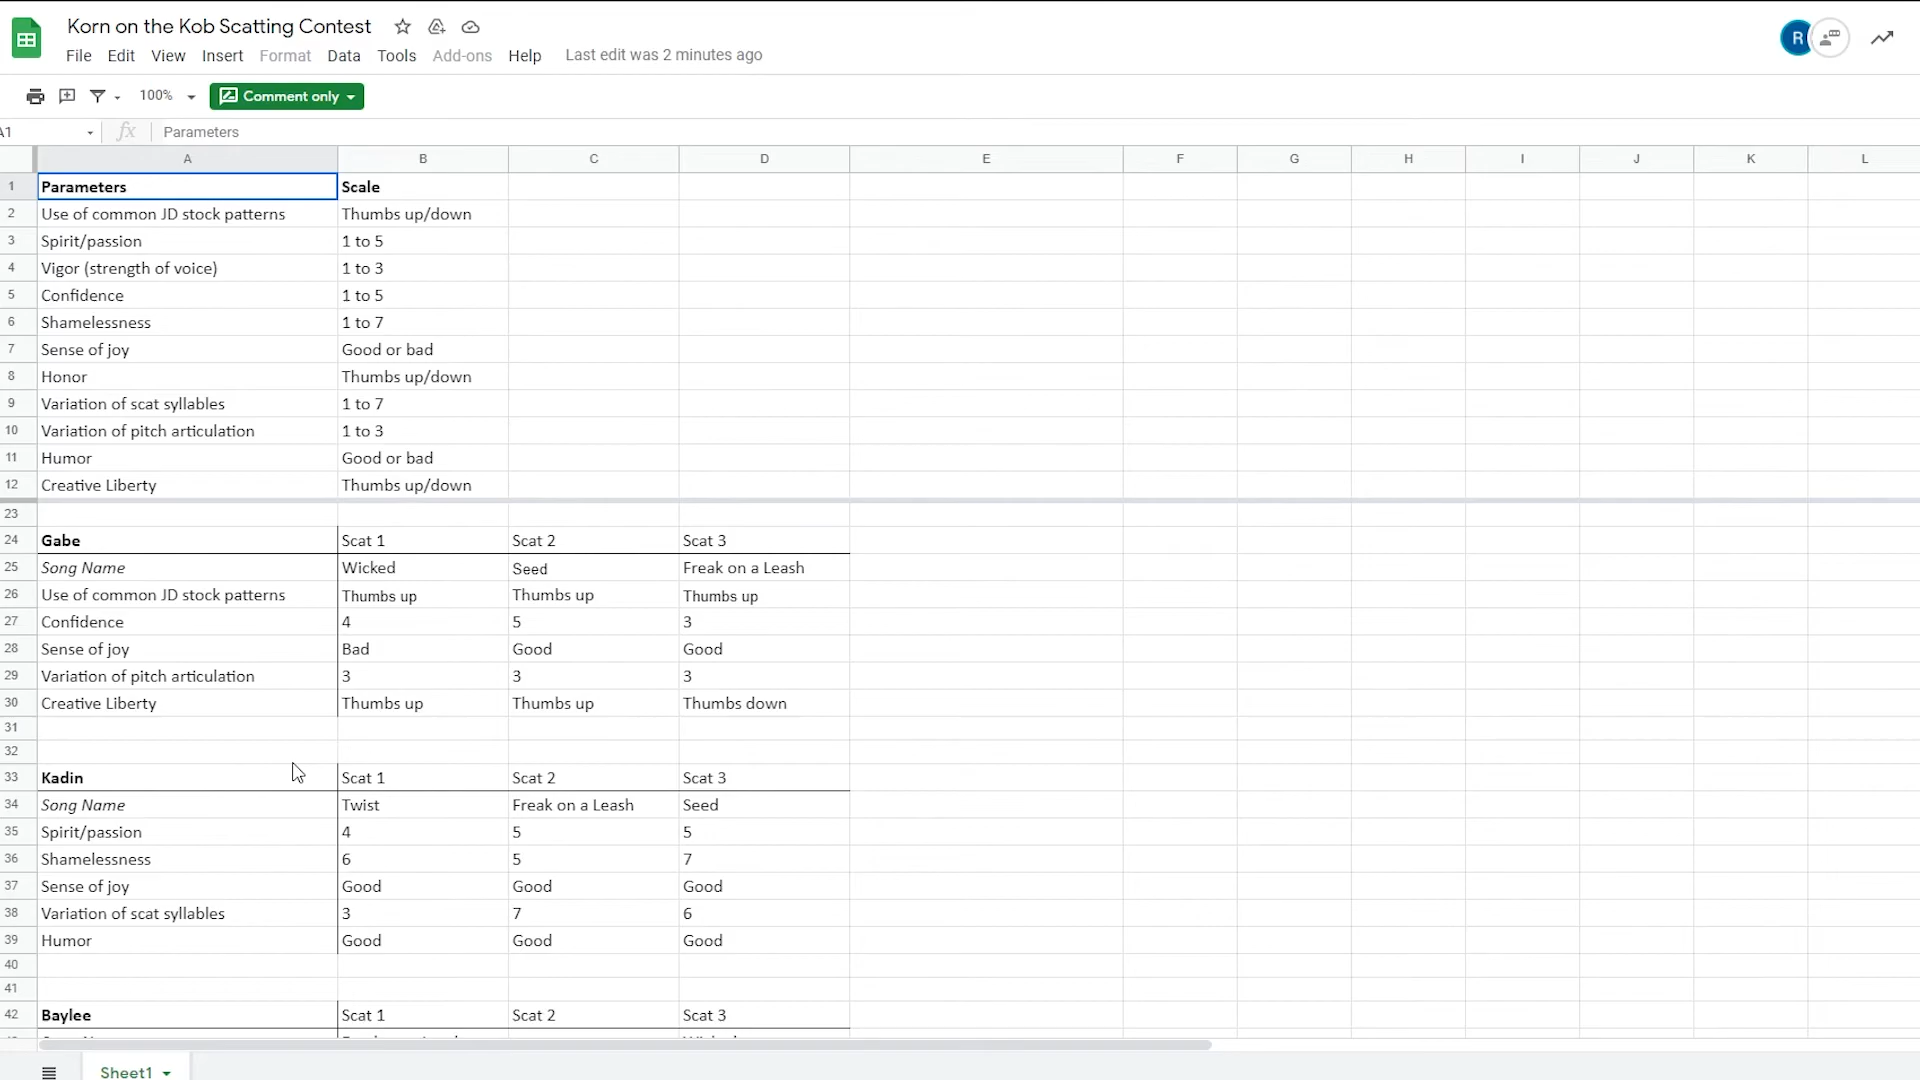 Korn on the Kob Scatting Contest
File Edit View Insert Format Data Tools Add-ons Help Last edit was 2 minutes ago
R
100% Comment only
A1 fx Parameters
A B C D E F G H I J K L
1 Parameters Scale
2 Use of common JD stock patterns Thumbs up/down
3 Spirit/passion 1 to 5
4 Vigor (strength of voice) 1 to 3
5 Confidence 1 to 5
6 Shamelessness 1 to 7
7 Sense of joy Good or bad
8 Honor Thumbs up/down
9 Variation of scat syllables 1 to 7
10 Variation of pitch articulation 1 to 3
11 Humor Good or bad
12 Creative Liberty Thumbs up/down
23
24 Gabe Scat 1 Scat 2 Scat 3
25 Song Name Wicked Seed Freak on a Leash
26 Use of common JD stock patterns Thumbs up Thumbs up Thumbs up
27 Confidence 4 5 3
28 Sense of joy Bad Good Good
29 Variation of pitch articulation 3 3 3
30 Creative Liberty Thumbs up Thumbs up Thumbs down
31
32
33 Kadin Scat 1 Scat 2 Scat 3
34 Song Name Twist Freak on a Leash Seed
35 Spirit/passion 4 5 5
36 Shamelessness 6 5 7
37 Sense of joy Good Good Good
38 Variation of scat syllables 3 7 6
39 Humor Good Good Good
40
41
42 Baylee Scat 1 Scat 2 Scat 3
Sheet1